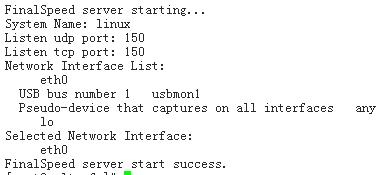 FinalSpeed server starting...
System Name: linux
Listen udp port: 150
Listen tcp port: 150
Network Interface List:
eth0
USB bus number 1   usbmon1
Pseudo-device that captures on all interfaces   any
lo
Selected Network Interface:
eth0
FinalSpeed server start success.